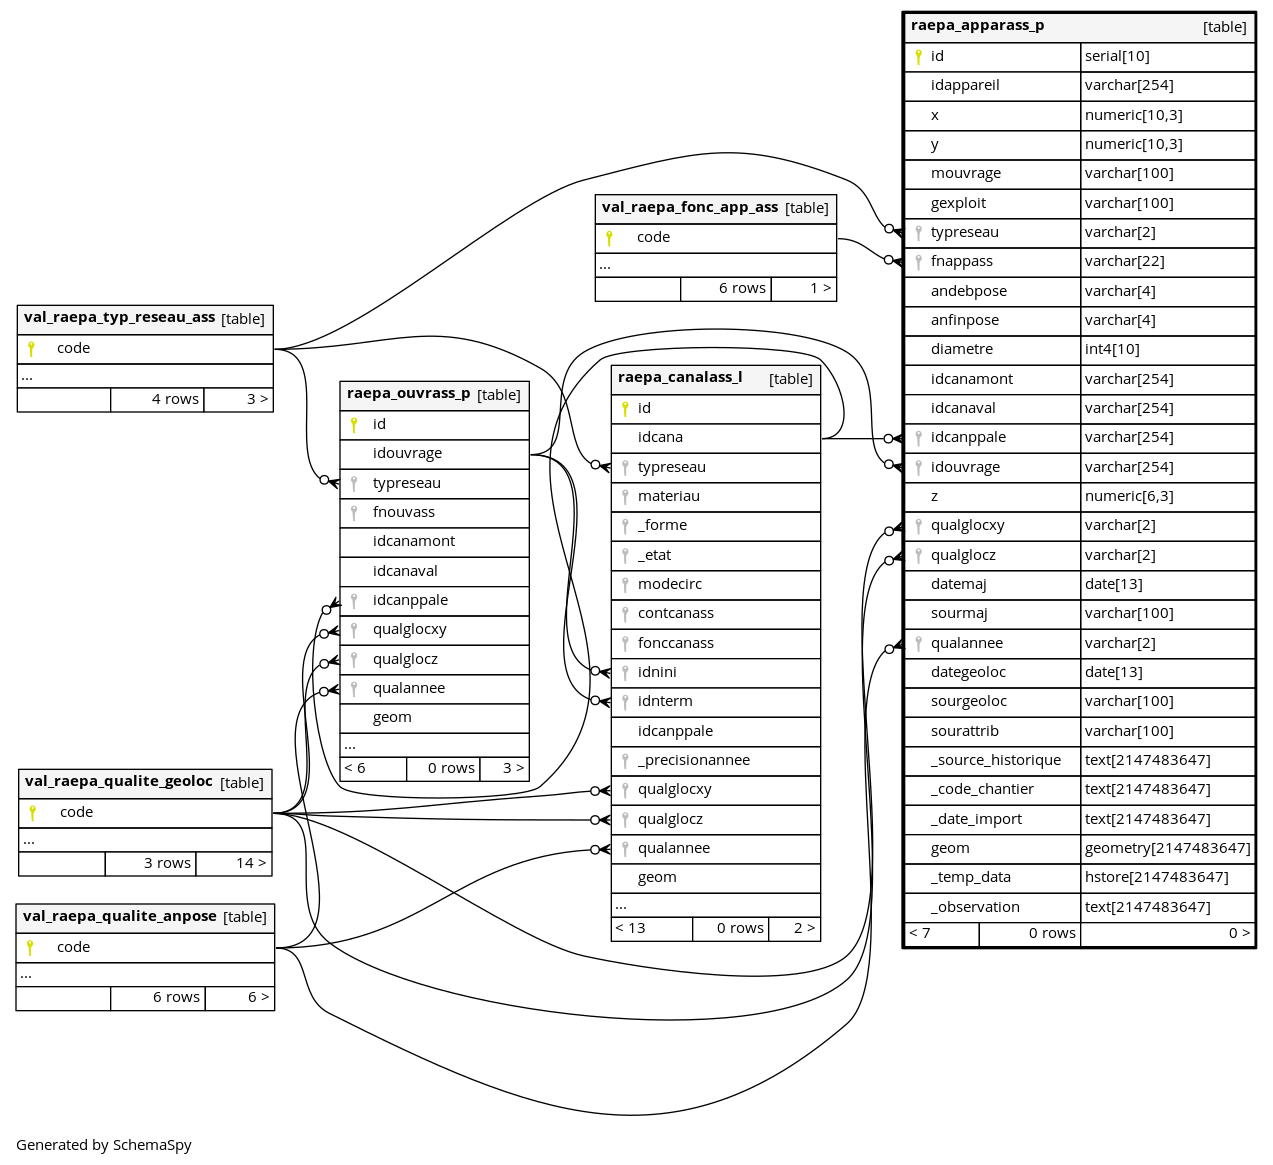 raepa_apparass_p [table]
id serial[10]
idappareil varchar[254]
x numeric[10,3]
y numeric[10,3]
mouvrage varchar[100]
gexploit varchar[100]
typreseau varchar[2]
fnappass varchar[22]
andebpose varchar[4]
anfinpose varchar[4]
diametre int4[10]
idcanamont varchar[254]
idcanaval varchar[254]
idcanppale varchar[254]
idouvrage varchar[254]
z numeric[6,3]
qualglocxy varchar[2]
qualglocz varchar[2]
datemaj date[13]
sourmaj varchar[100]
qualannee varchar[2]
dategeoloc date[13]
sourgeoloc varchar[100]
sourattrib varchar[100]
_source_historique text[2147483647]
_code_chantier text[2147483647]
_date_import text[2147483647]
geom geometry[2147483647]
_temp_data hstore[2147483647]
_observation text[2147483647]
< 7 0 rows 0 >
val_raepa_fonc_app_ass [table]
code
...
6 rows 1 >
val_raepa_typ_reseau_ass [table]
code
...
4 rows 3 >
raepa_ouvrass_p [table]
id
idouvrage
typreseau
fnouvass
idcanamont
idcanaval
idcanppale
qualglocxy
qualglocz
qualannee
geom
...
< 6 0 rows 3 >
raepa_canalass_l [table]
id
idcana
typreseau
materiau
_forme
_etat
modecirc
contcanass
fonccanass
idnini
idnterm
idcanppale
_precisionannee
qualglocxy
qualglocz
qualannee
geom
...
< 13 0 rows 2 >
val_raepa_qualite_geoloc [table]
code
...
3 rows 14 >
val_raepa_qualite_anpose [table]
code
...
6 rows 6 >
Generated by SchemaSpy